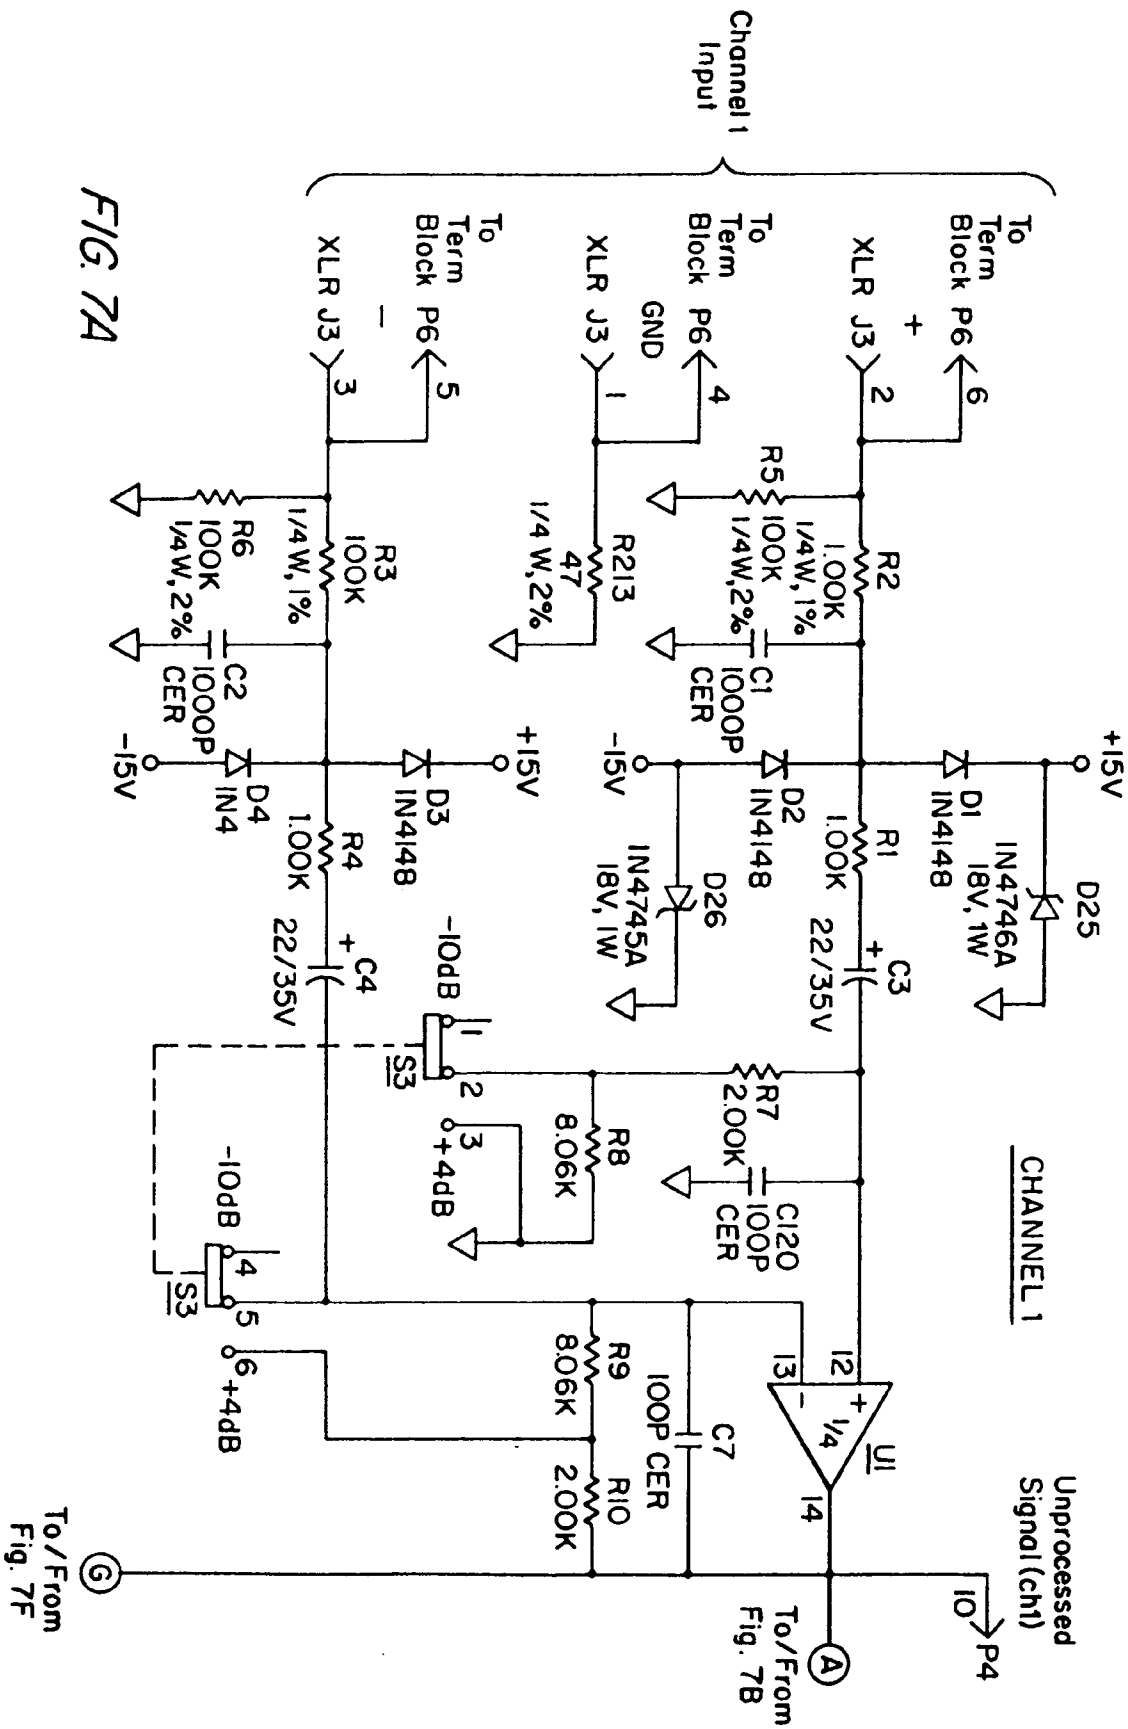 CHANNEL 1
Channel 1
Input
To
Term
Block P6
6
+
XLR J3
2
To
Term
Block P6
4
GND
XLR J3
1
To
Term
Block P6
5
-
XLR J3
3
R2
1.00K
1/4W, 1%
R5
100K
1/4W, 2%
C1
1000P
CER
R213
47
1/4 W, 2%
R3
100K
1/4W, 1%
R6
100K
1/4W, 2%
C2
1000P
CER
+15V
D25
IN4746A
18V, 1W
D1
IN4148
D2
IN4148
-15V
D26
IN4745A
18V, 1W
R1
1.00K
+
C3
22/35V
+15V
D3
IN4148
D4
IN4
-15V
R4
1.00K
+
C4
22/35V
R7
2.00K
C120
100P
CER
R8
8.06K
-10dB
1
2
3
+4dB
S3
-10dB
4
5
6
+4dB
S3
R9
8.06K
R10
2.00K
C7
100P CER
12
13
+
-
1/4
U1
14
Unprocessed
Signal (ch1)
10
P4
A
To/From
Fig. 7B
G
To/From
Fig. 7F
FIG. 7A